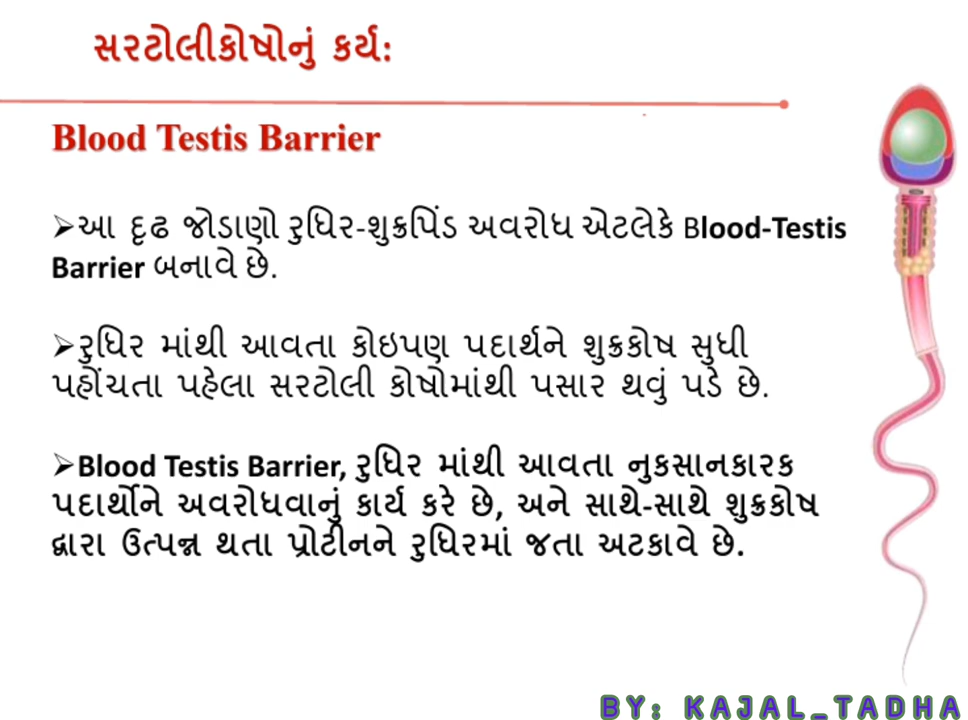 સરટોલીકોષોનું કર્ય:
Blood Testis Barrier
➢આ દૃઢ જોડાણો રુધિર-શુક્રપિંડ અવરોધ એટલેકે Blood-Testis
Barrier બનાવે છે.
➢રુધિર માંથી આવતા કોઇપણ પદાર્થને શુક્રકોષ સુધી
પહોંચતા પહેલા સરટોલી કોષોમાંથી પસાર થવું પડે છે.
➢Blood Testis Barrier, રુધિર માંથી આવતા નુકસાનકારક
પદાર્થોને અવરોધવાનું કાર્ય કરે છે, અને સાથે-સાથે શુક્રકોષ
દ્વારા ઉત્પન્ન થતા પ્રોટીનને રુધિરમાં જતા અટકાવે છે.
BY: KAJAL_TADHA